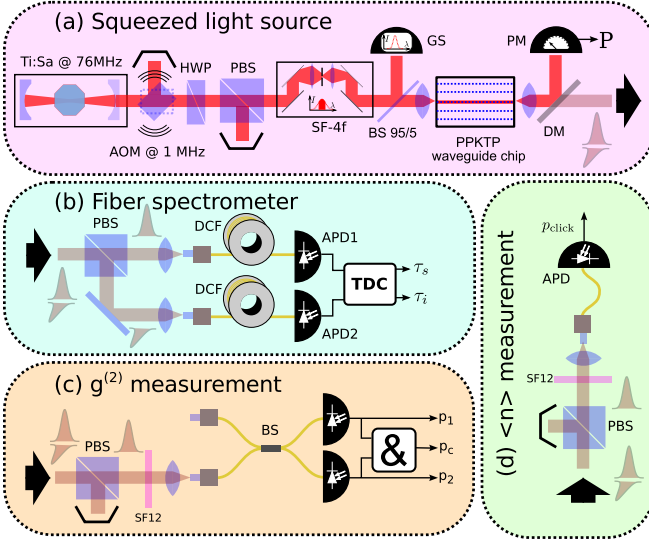 (a) Squeezed light source
Ti:Sa @ 76MHz
HWP
PBS
GS
PM
P
I
λ
I
λ
SF-4f
BS 95/5
DM
AOM @ 1 MHz
PPKTP
waveguide chip
(b) Fiber spectrometer
PBS
DCF
APD1
DCF
TDC
τs
τi
APD2
(c) g(2) measurement
PBS
SF12
BS
&
p1
pc
p2
(d) <n> measurement
pclick
APD
SF12
PBS